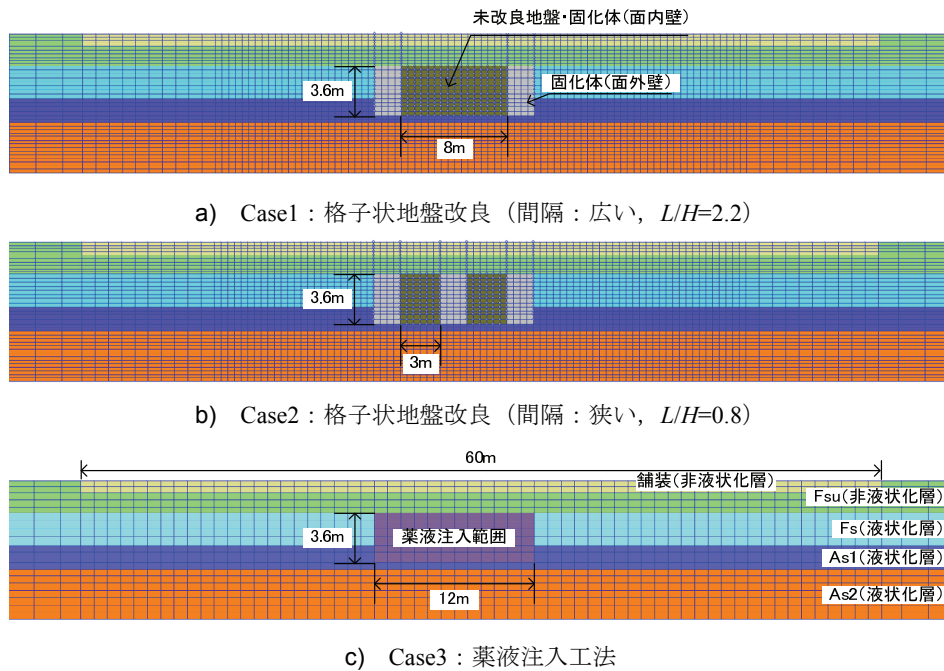 未改良地盤・固化体(面内壁)
固化体(面外壁)
3.6m
8m
a) Case1：格子状地盤改良（間隔：広い，L/H=2.2）
3.6m
3m
b) Case2：格子状地盤改良（間隔：狭い，L/H=0.8）
60m
舗装(非液状化層)
Fsu(非液状化層)
3.6m
薬液注入範囲
Fs(液状化層)
As1(液状化層)
12m
As2(液状化層)
c) Case3：薬液注入工法